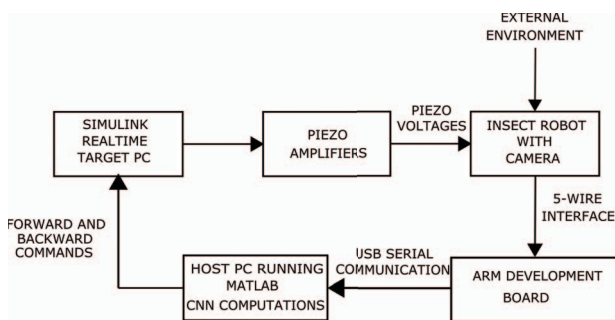 EXTERNAL
ENVIRONMENT
SIMULINK
REALTIME
TARGET PC
PIEZO
AMPLIFIERS
PIEZO
VOLTAGES
INSECT ROBOT
WITH
CAMERA
5-WIRE
INTERFACE
FORWARD AND
BACKWARD
COMMANDS
HOST PC RUNNING
MATLAB
CNN COMPUTATIONS
USB SERIAL
COMMUNICATION
ARM DEVELOPMENT
BOARD